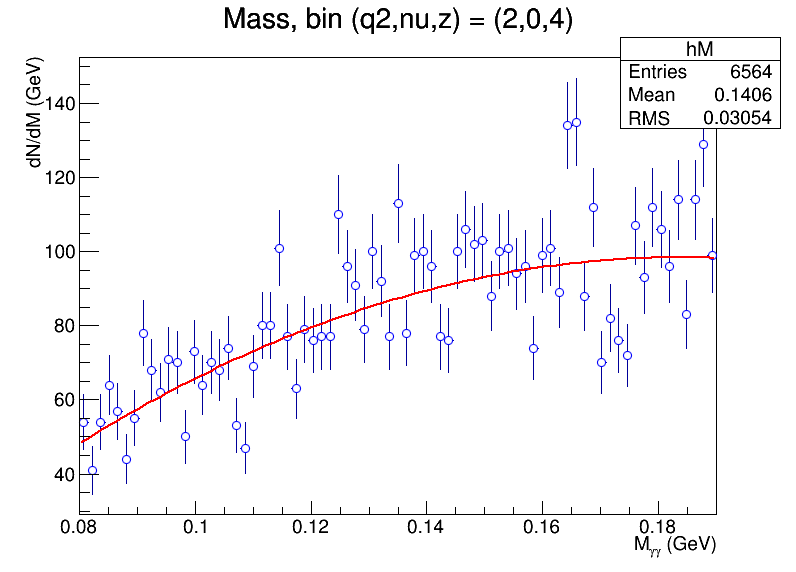 Mass, bin (q2,nu,z) = (2,0,4)
hM
Entries 6564
Mean 0.1406
RMS 0.03054
dN/dM (GeV)
140
120
100
80
60
40
0.08 0.1 0.12 0.14 0.16 0.18
Mγγ (GeV)